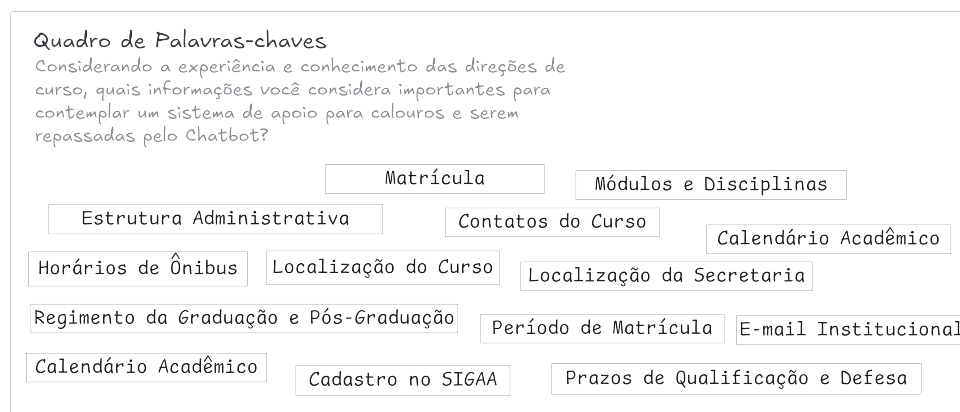 Quadro de Palavras-chaves
Considerando a experiência e conhecimento das direções de
curso, quais informações você considera importantes para
contemplar um sistema de apoio para calouros e serem
repassadas pelo Chatbot?
Matrícula
Módulos e Disciplinas
Estrutura Administrativa
Contatos do Curso
Calendário Acadêmico
Horários de Ônibus
Localização do Curso
Localização da Secretaria
Regimento da Graduação e Pós-Graduação
Período de Matrícula
E-mail Institucional
Calendário Acadêmico
Cadastro no SIGAA
Prazos de Qualificação e Defesa